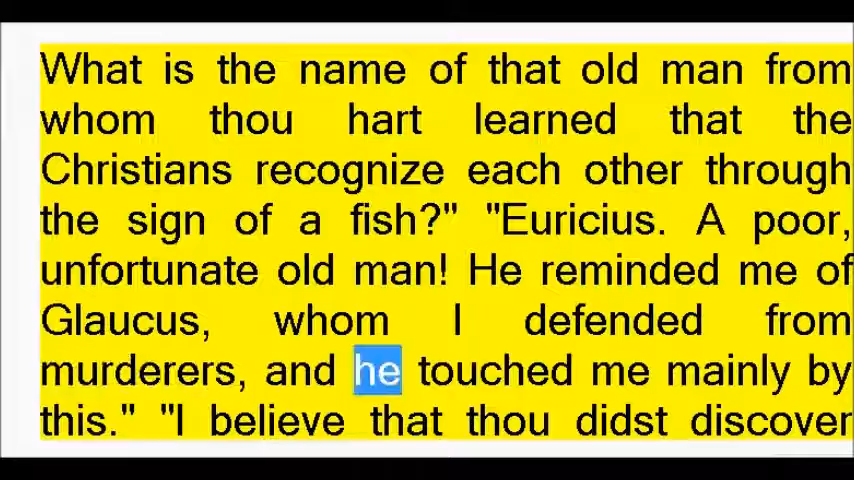 What is the name of that old man from
whom thou hart learned that the
Christians recognize each other through
the sign of a fish?" "Euricius. A poor,
unfortunate old man! He reminded me of
Glaucus, whom I defended from
murderers, and he touched me mainly by
this." "I believe that thou didst discover